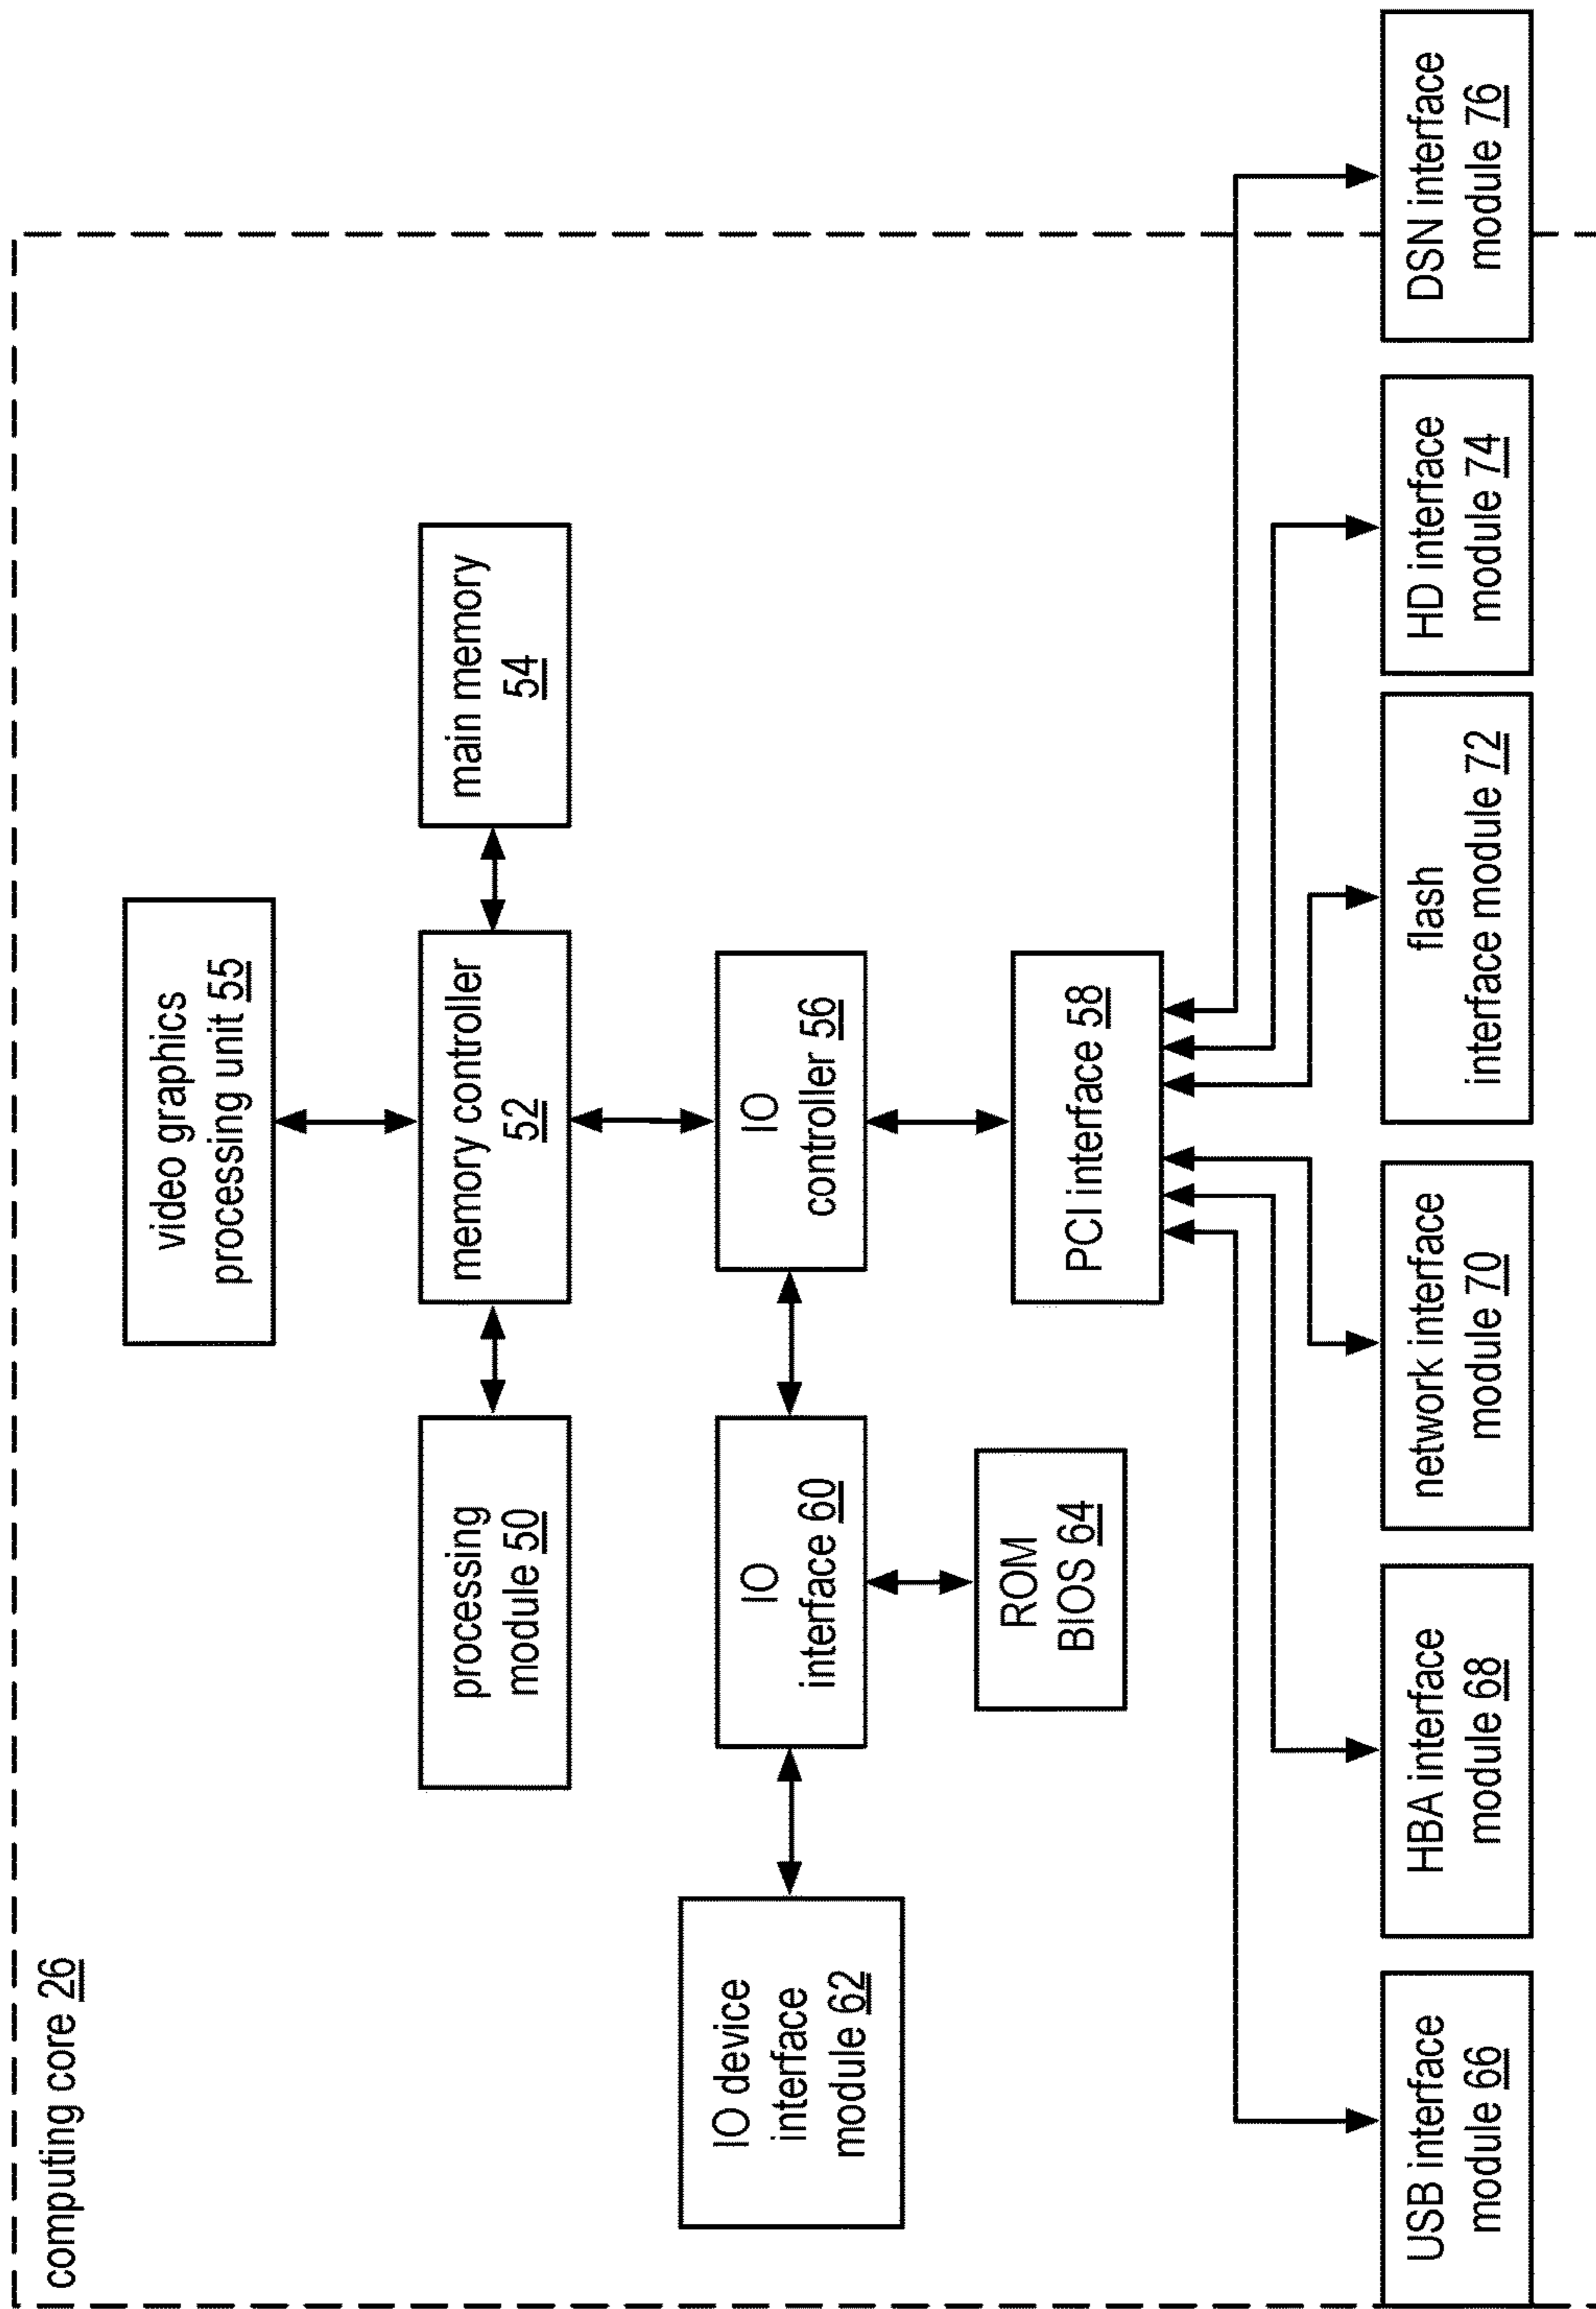 computing core 26
video graphics
processing unit 55
processing
module 50
memory controller
52
main memory
54
IO device
interface
module 62
IO
interface 60
IO
controller 56
ROM
BIOS 64
PCI interface 58
USB interface
module 66
HBA interface
module 68
network interface
module 70
flash
interface module 72
HD interface
module 74
DSN interface
module 76